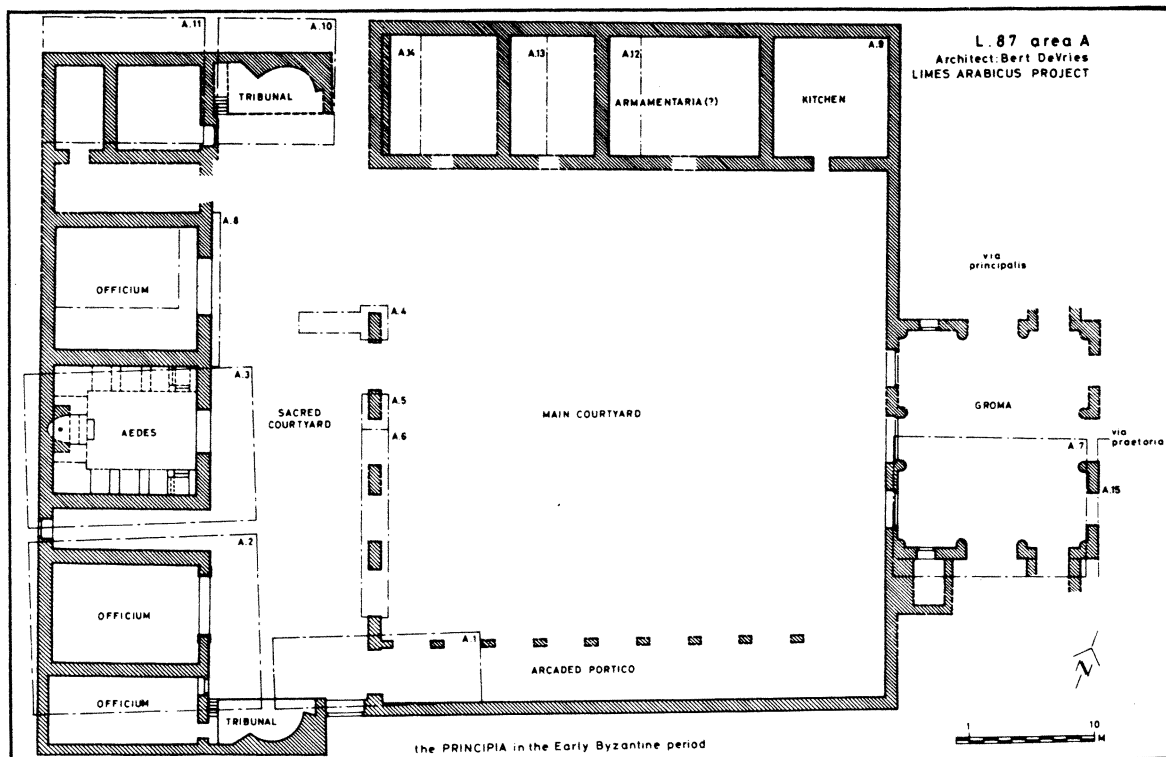 L.87 area A
Architect: Bert DeVries
LIMES ARABICUS PROJECT
A.11
A.10
TRIBUNAL
A.14
A.13
A.12
A.9
ARMAMENTARIA (?)
KITCHEN
A.8
OFFICIUM
via
principalis
A.4
A.3
A.5
A.6
AEDES
SACRED
COURTYARD
MAIN COURTYARD
GROMA
A.7
via
praetoria
A.15
A.2
OFFICIUM
A.1
ARCADED PORTICO
OFFICIUM
TRIBUNAL
N
1
10
M
the PRINCIPIA in the Early Byzantine period